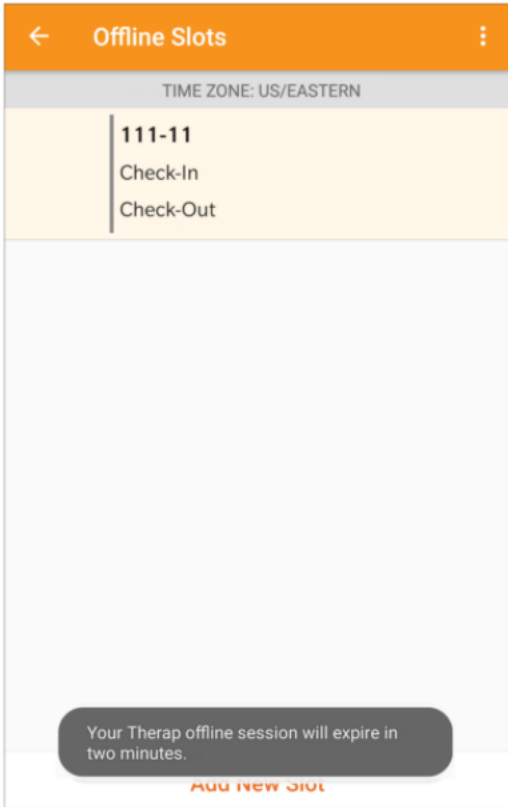 Offline Slots
TIME ZONE: US/EASTERN
111-11
Check-In
Check-Out
Your Therap offline session will expire in
two minutes.
Add New Slot